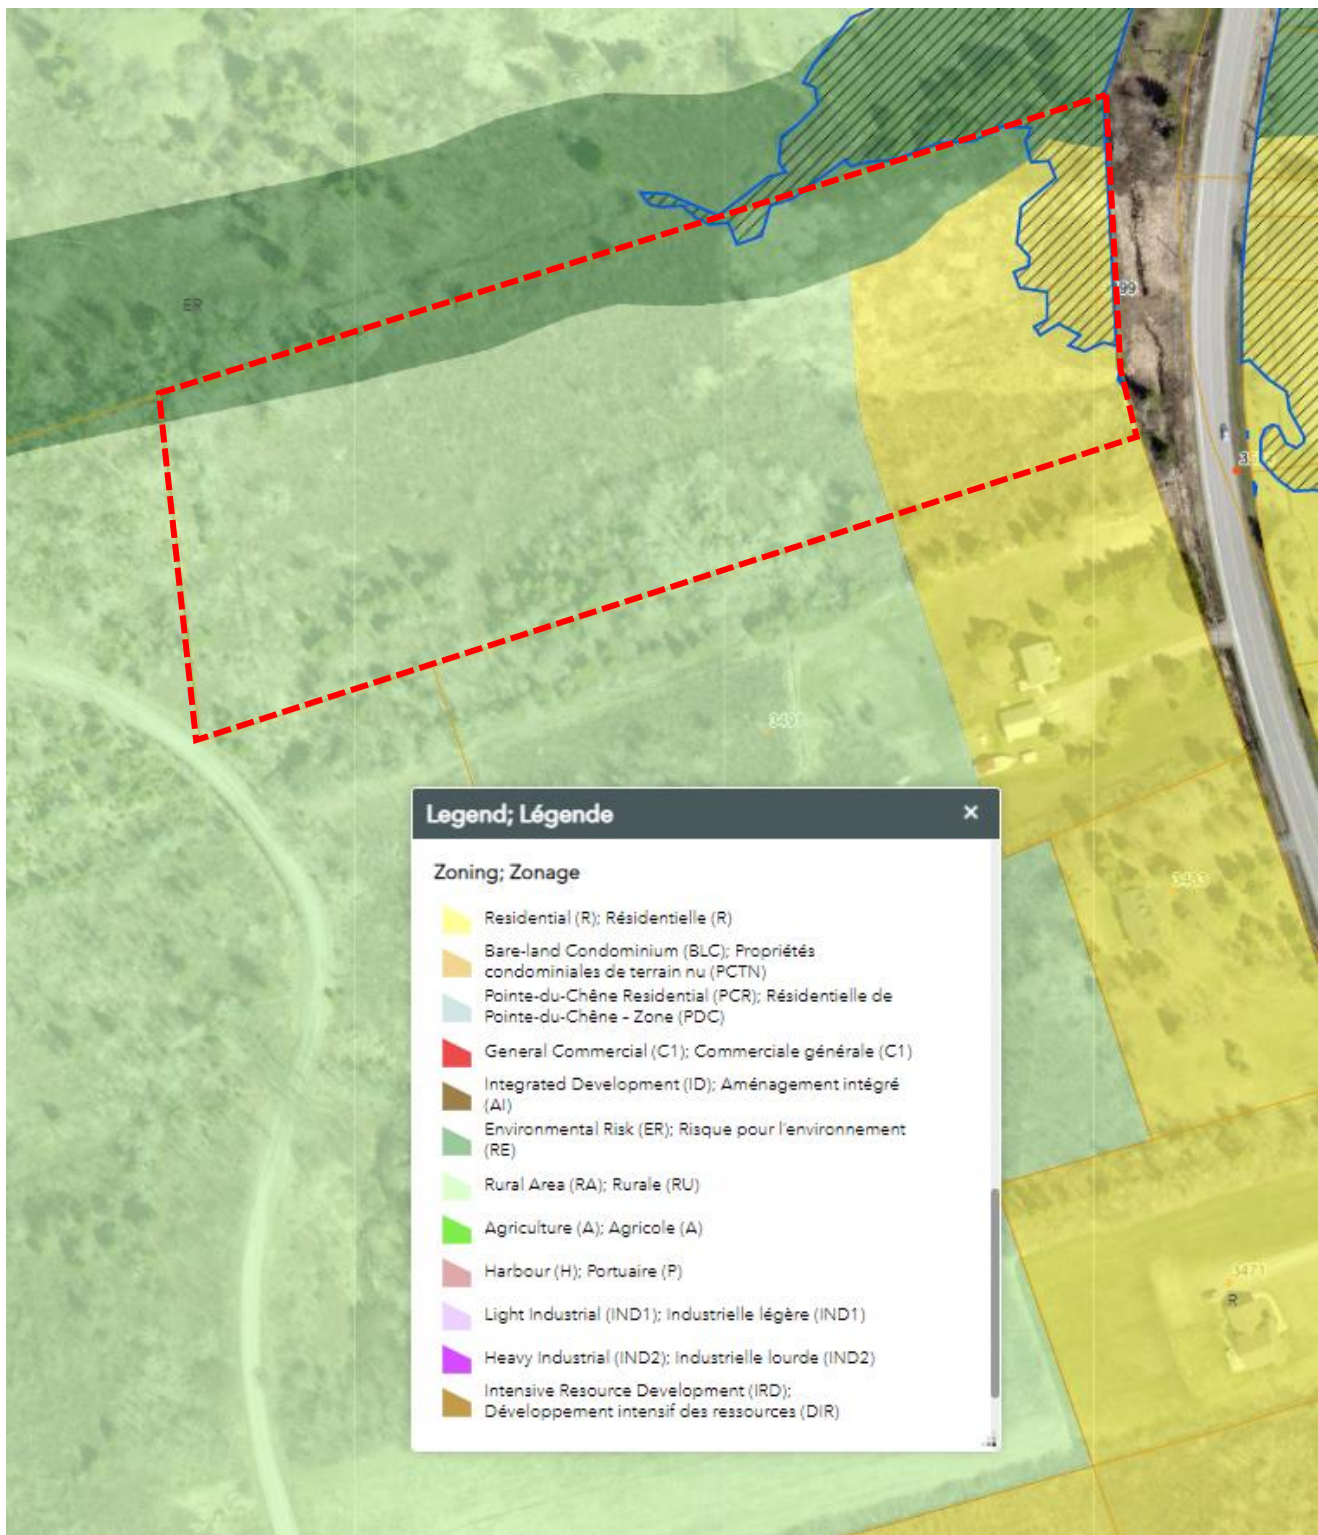 ER
99
3401
Legend; Légende
Zoning; Zonage
Residential (R); Résidentielle (R)
Bare-land Condominium (BLC); Propriétés
condominiales de terrain nu (PCTN)
Pointe-du-Chêne Residential (PCR); Résidentielle de
Pointe-du-Chêne - Zone (PDC)
General Commercial (C1); Commerciale générale (C1)
Integrated Development (ID); Aménagement intégré
(AI)
Environmental Risk (ER); Risque pour l'environnement
(RE)
Rural Area (RA); Rurale (RU)
Agriculture (A); Agricole (A)
Harbour (H); Portuaire (P)
Light Industrial (IND1); Industrielle légère (IND1)
Heavy Industrial (IND2); Industrielle lourde (IND2)
Intensive Resource Development (IRD);
Développement intensif des ressources (DIR)
3483
3471
R